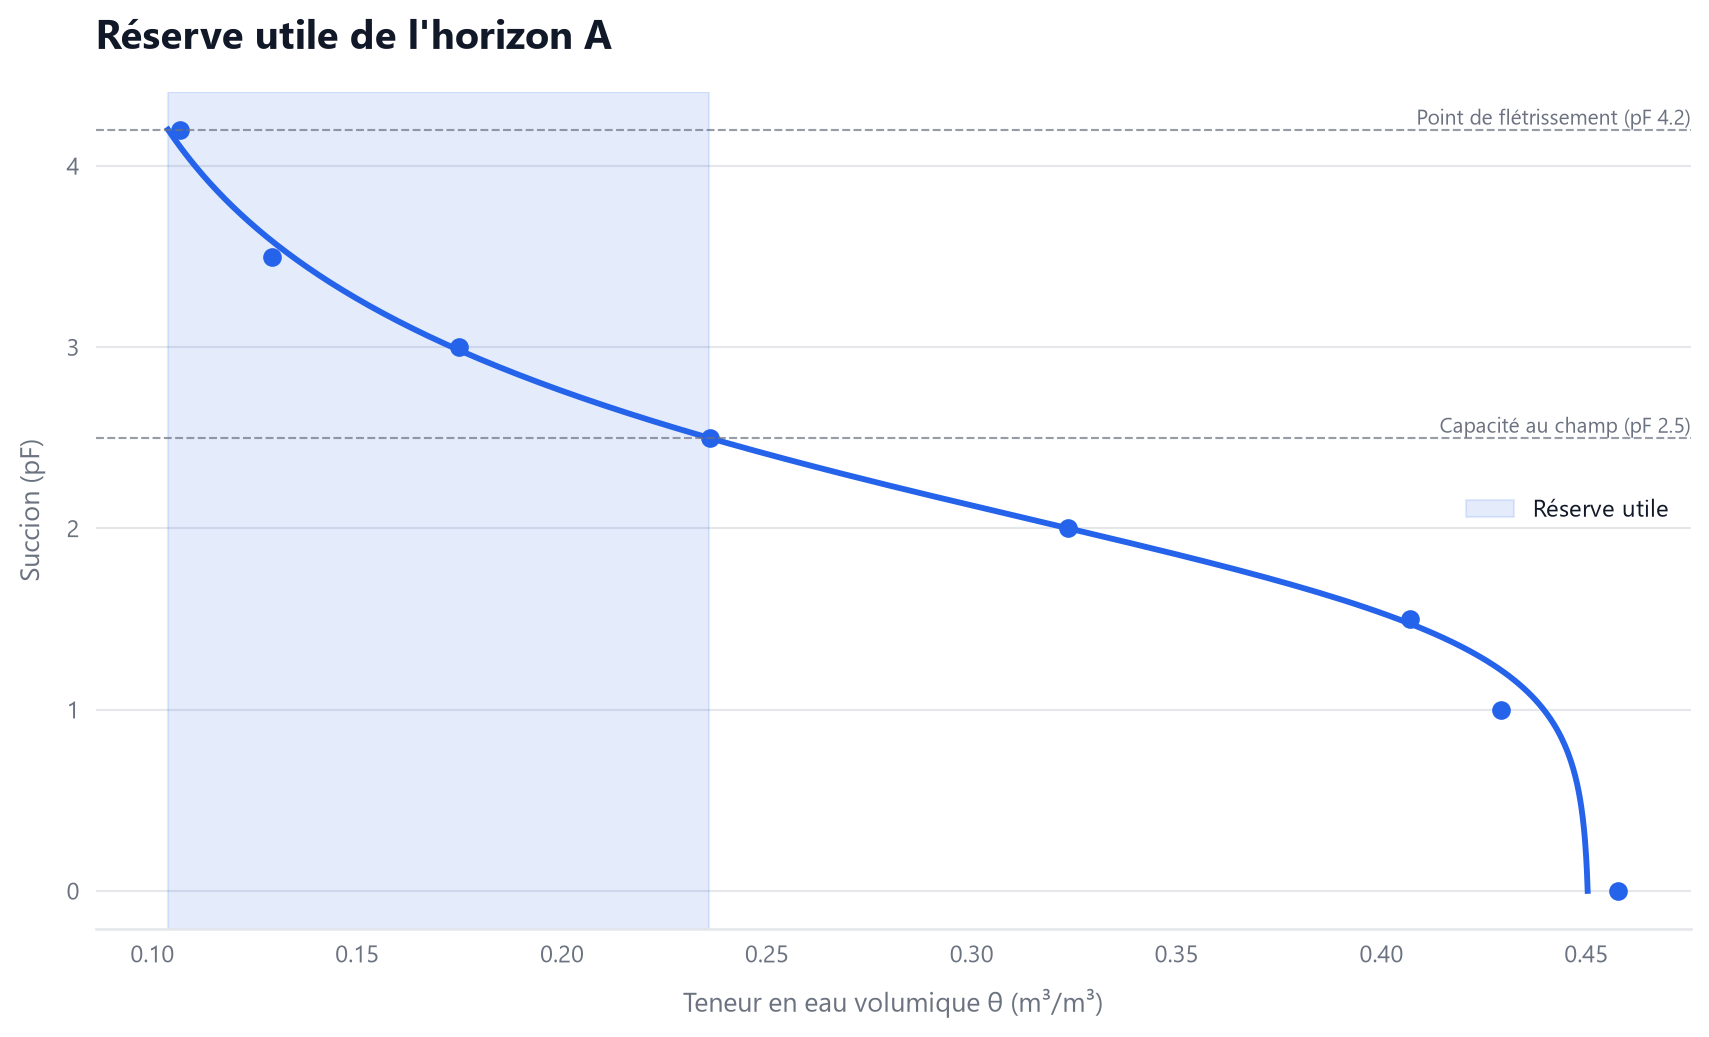 Réserve utile de l'horizon A
Point de flétrissement (pF 4.2)
4
3
Capacité au champ (pF 2.5)
Succion (pF)
Réserve utile
2
1
0
0.10 0.15 0.20 0.25 0.30 0.35 0.40 0.45
Teneur en eau volumique θ (m³/m³)